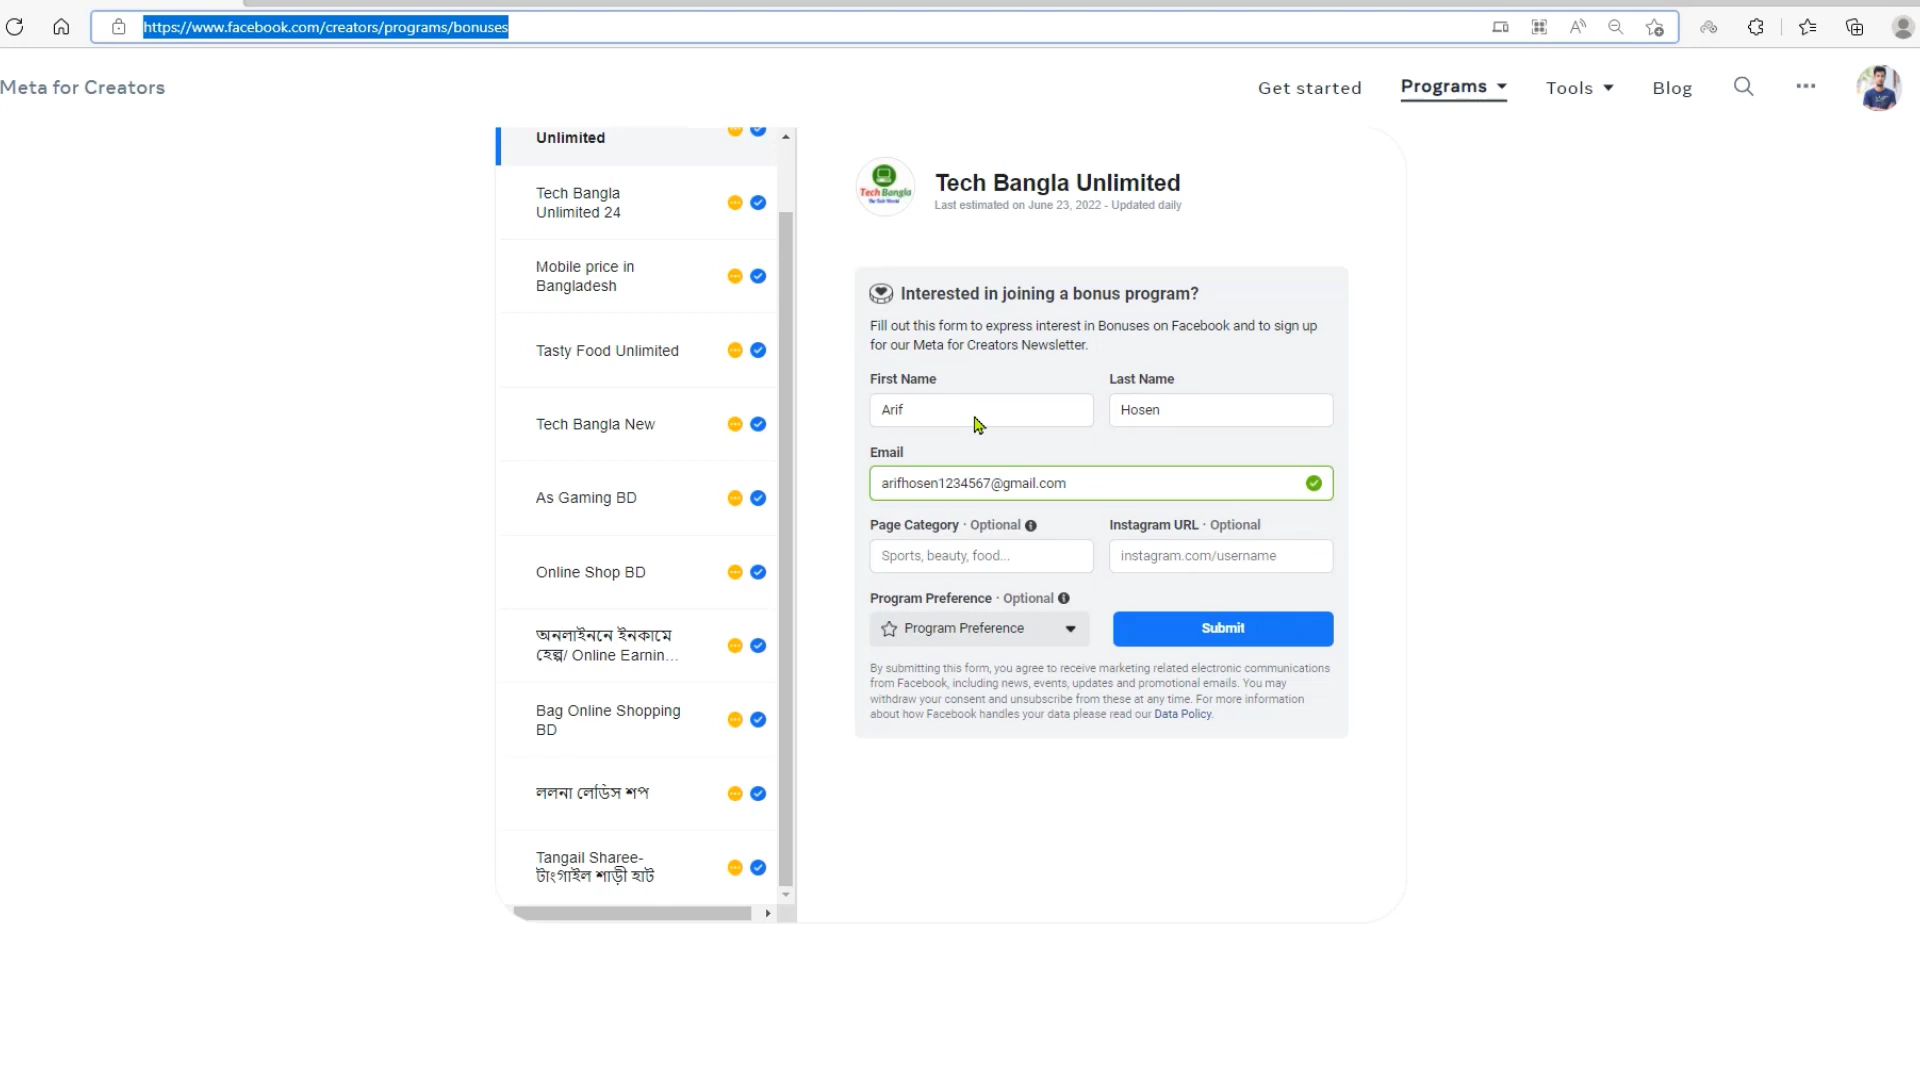 https://www.facebook.com/creators/programs/bonuses
Meta for Creators
Get started
Programs
Tools
Blog
Unlimited
Tech Bangla
Unlimited 24
Mobile price in
Bangladesh
Tasty Food Unlimited
Tech Bangla New
As Gaming BD
Online Shop BD
অনলাইননে ইনকামে
হেল্প/ Online Earnin...
Bag Online Shopping
BD
ললনা লেডিস শপ
Tangail Sharee-
টাংগাইল শাড়ী হাট
Tech Bangla
The Tech World
Tech Bangla Unlimited
Last estimated on June 23, 2022 - Updated daily
Interested in joining a bonus program?
Fill out this form to express interest in Bonuses on Facebook and to sign up
for our Meta for Creators Newsletter.
First Name
Last Name
Arif
Hosen
Email
arifhosen1234567@gmail.com
Page Category · Optional
Instagram URL · Optional
Sports, beauty, food...
instagram.com/username
Program Preference · Optional
Program Preference
Submit
By submitting this form, you agree to receive marketing related electronic communications
from Facebook, including news, events, updates and promotional emails. You may
withdraw your consent and unsubscribe from these at any time. For more information
about how Facebook handles your data please read our Data Policy.